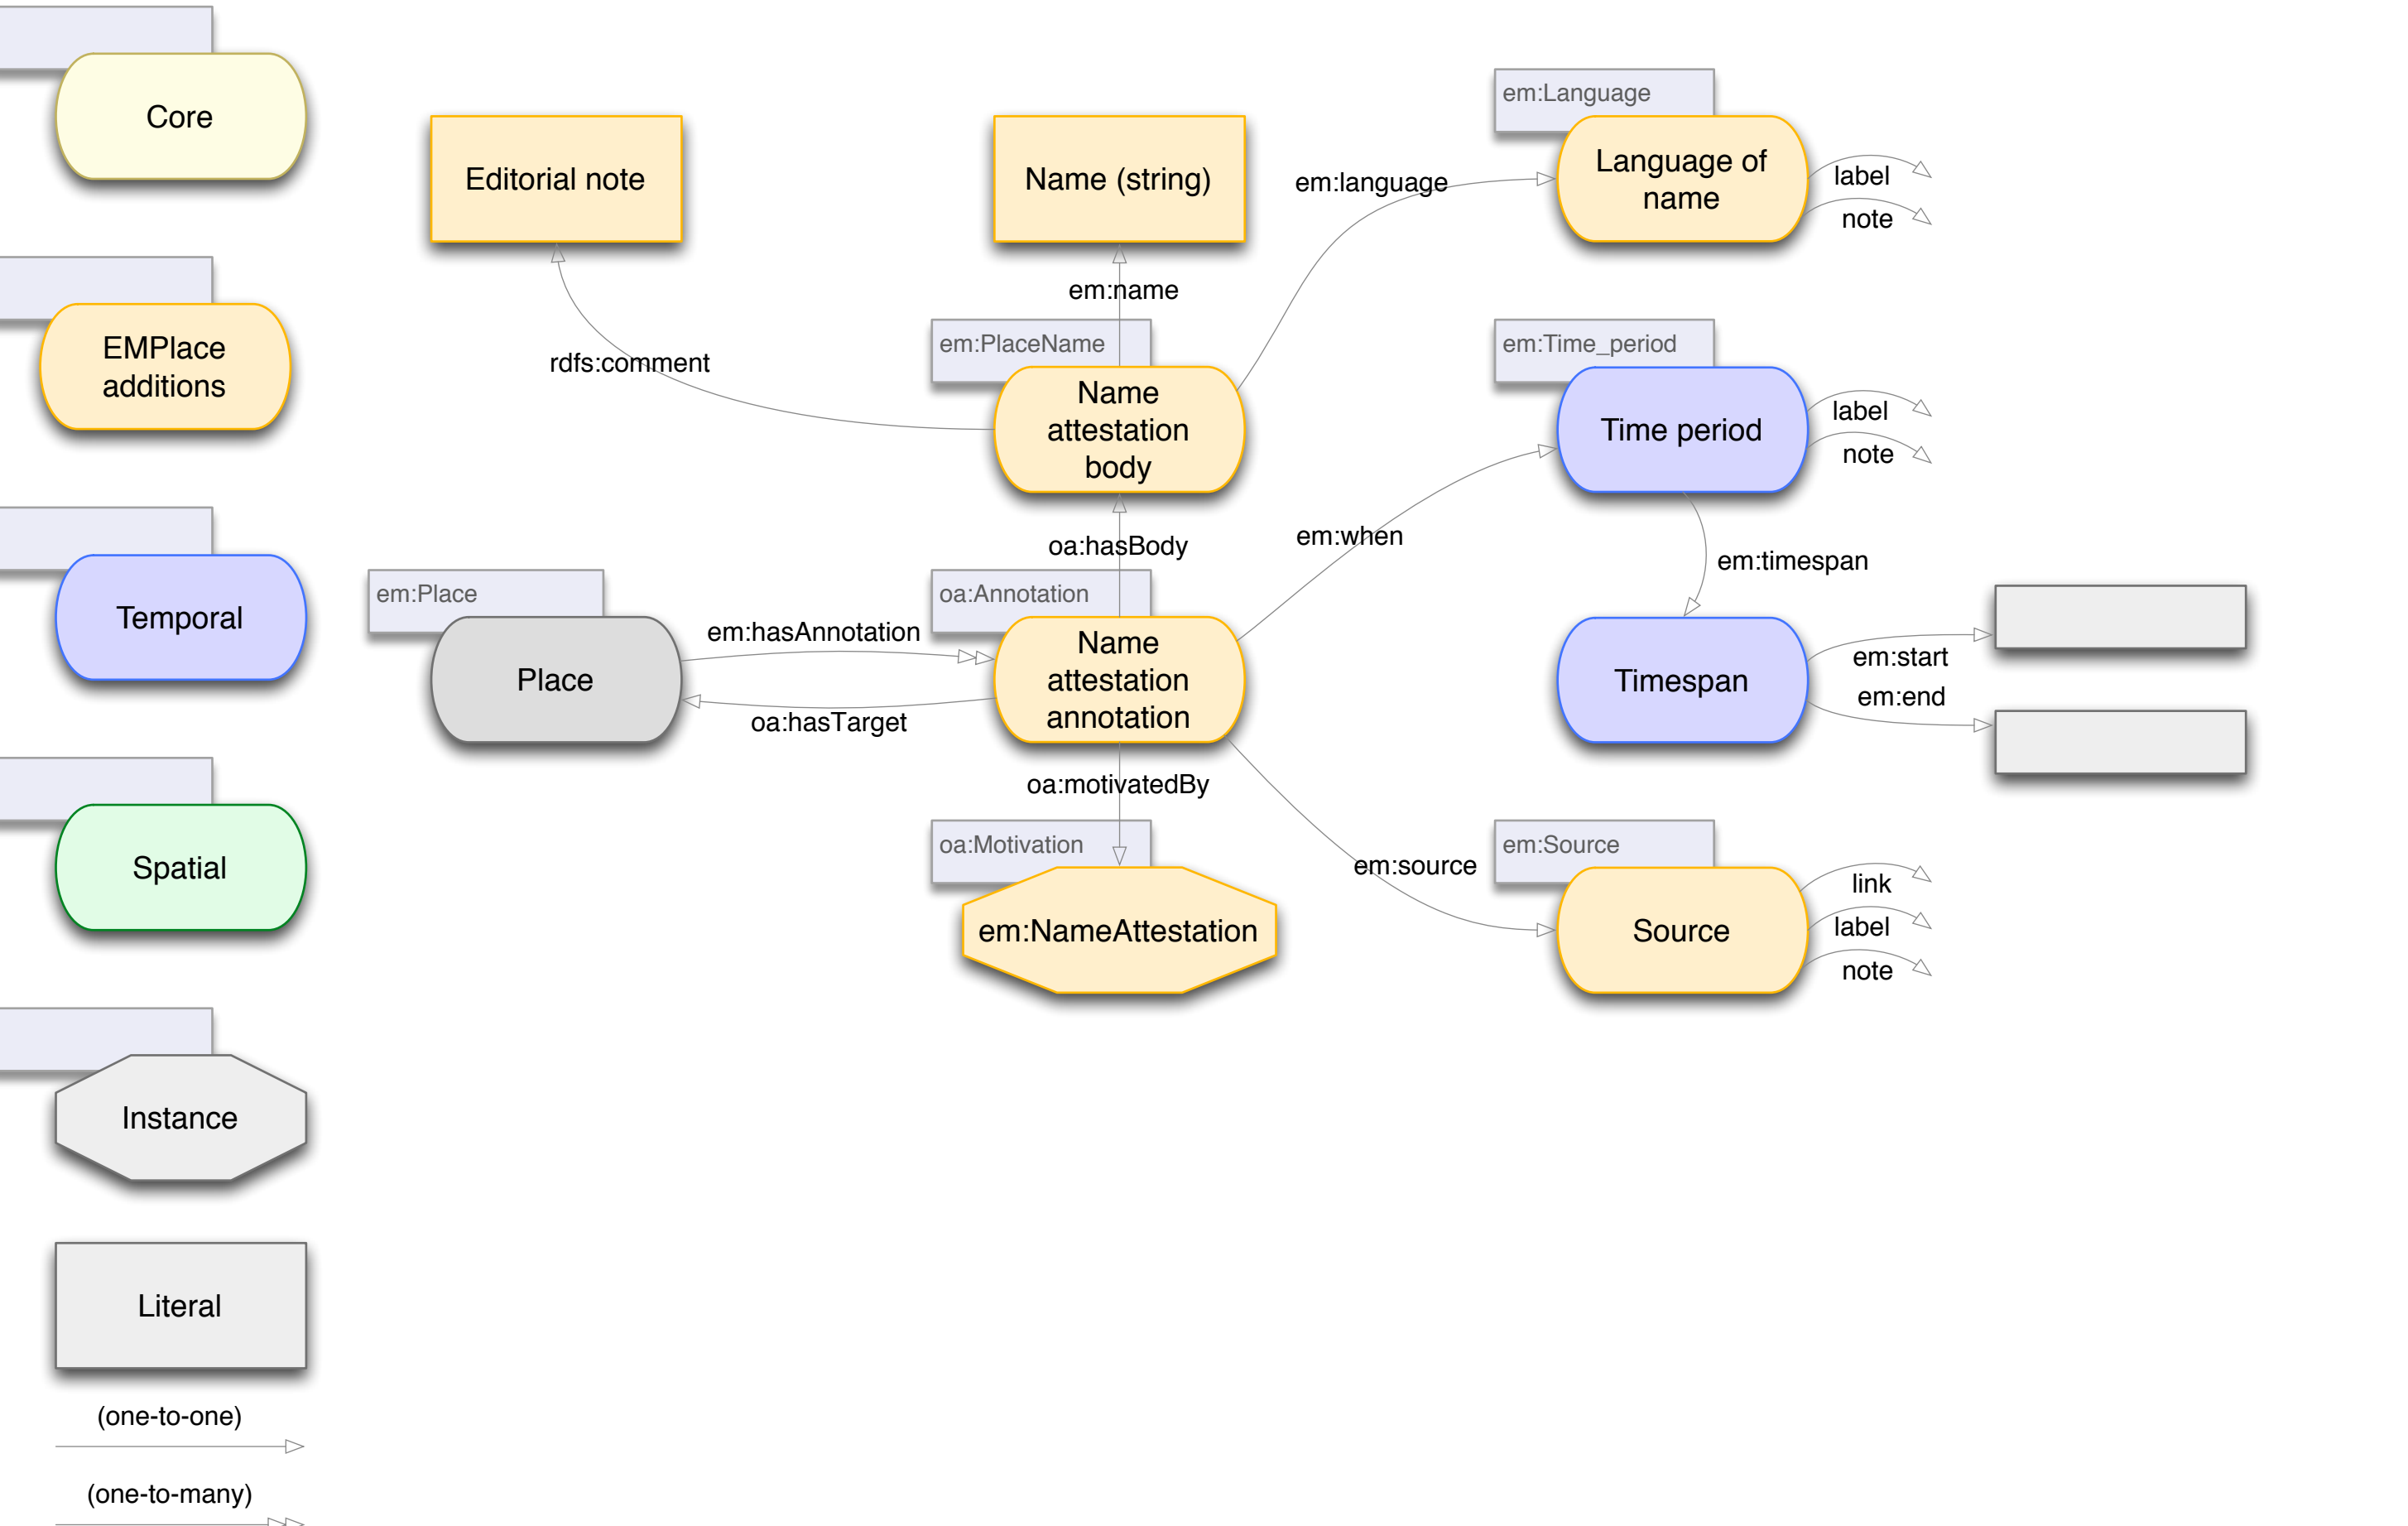 Core
EMPlace
additions
Temporal
Spatial
Instance
Literal
(one-to-one)
(one-to-many)
Editorial note
Name (string)
em:Language
Language of
name
label
note
em:language
em:name
rdfs:comment
em:PlaceName
Name
attestation
body
em:Time_period
Time period
label
note
em:when
em:timespan
oa:hasBody
em:Place
Place
em:hasAnnotation
oa:hasTarget
oa:Annotation
Name
attestation
annotation
Timespan
em:start
em:end
oa:motivatedBy
oa:Motivation
em:NameAttestation
em:source
em:Source
Source
link
label
note